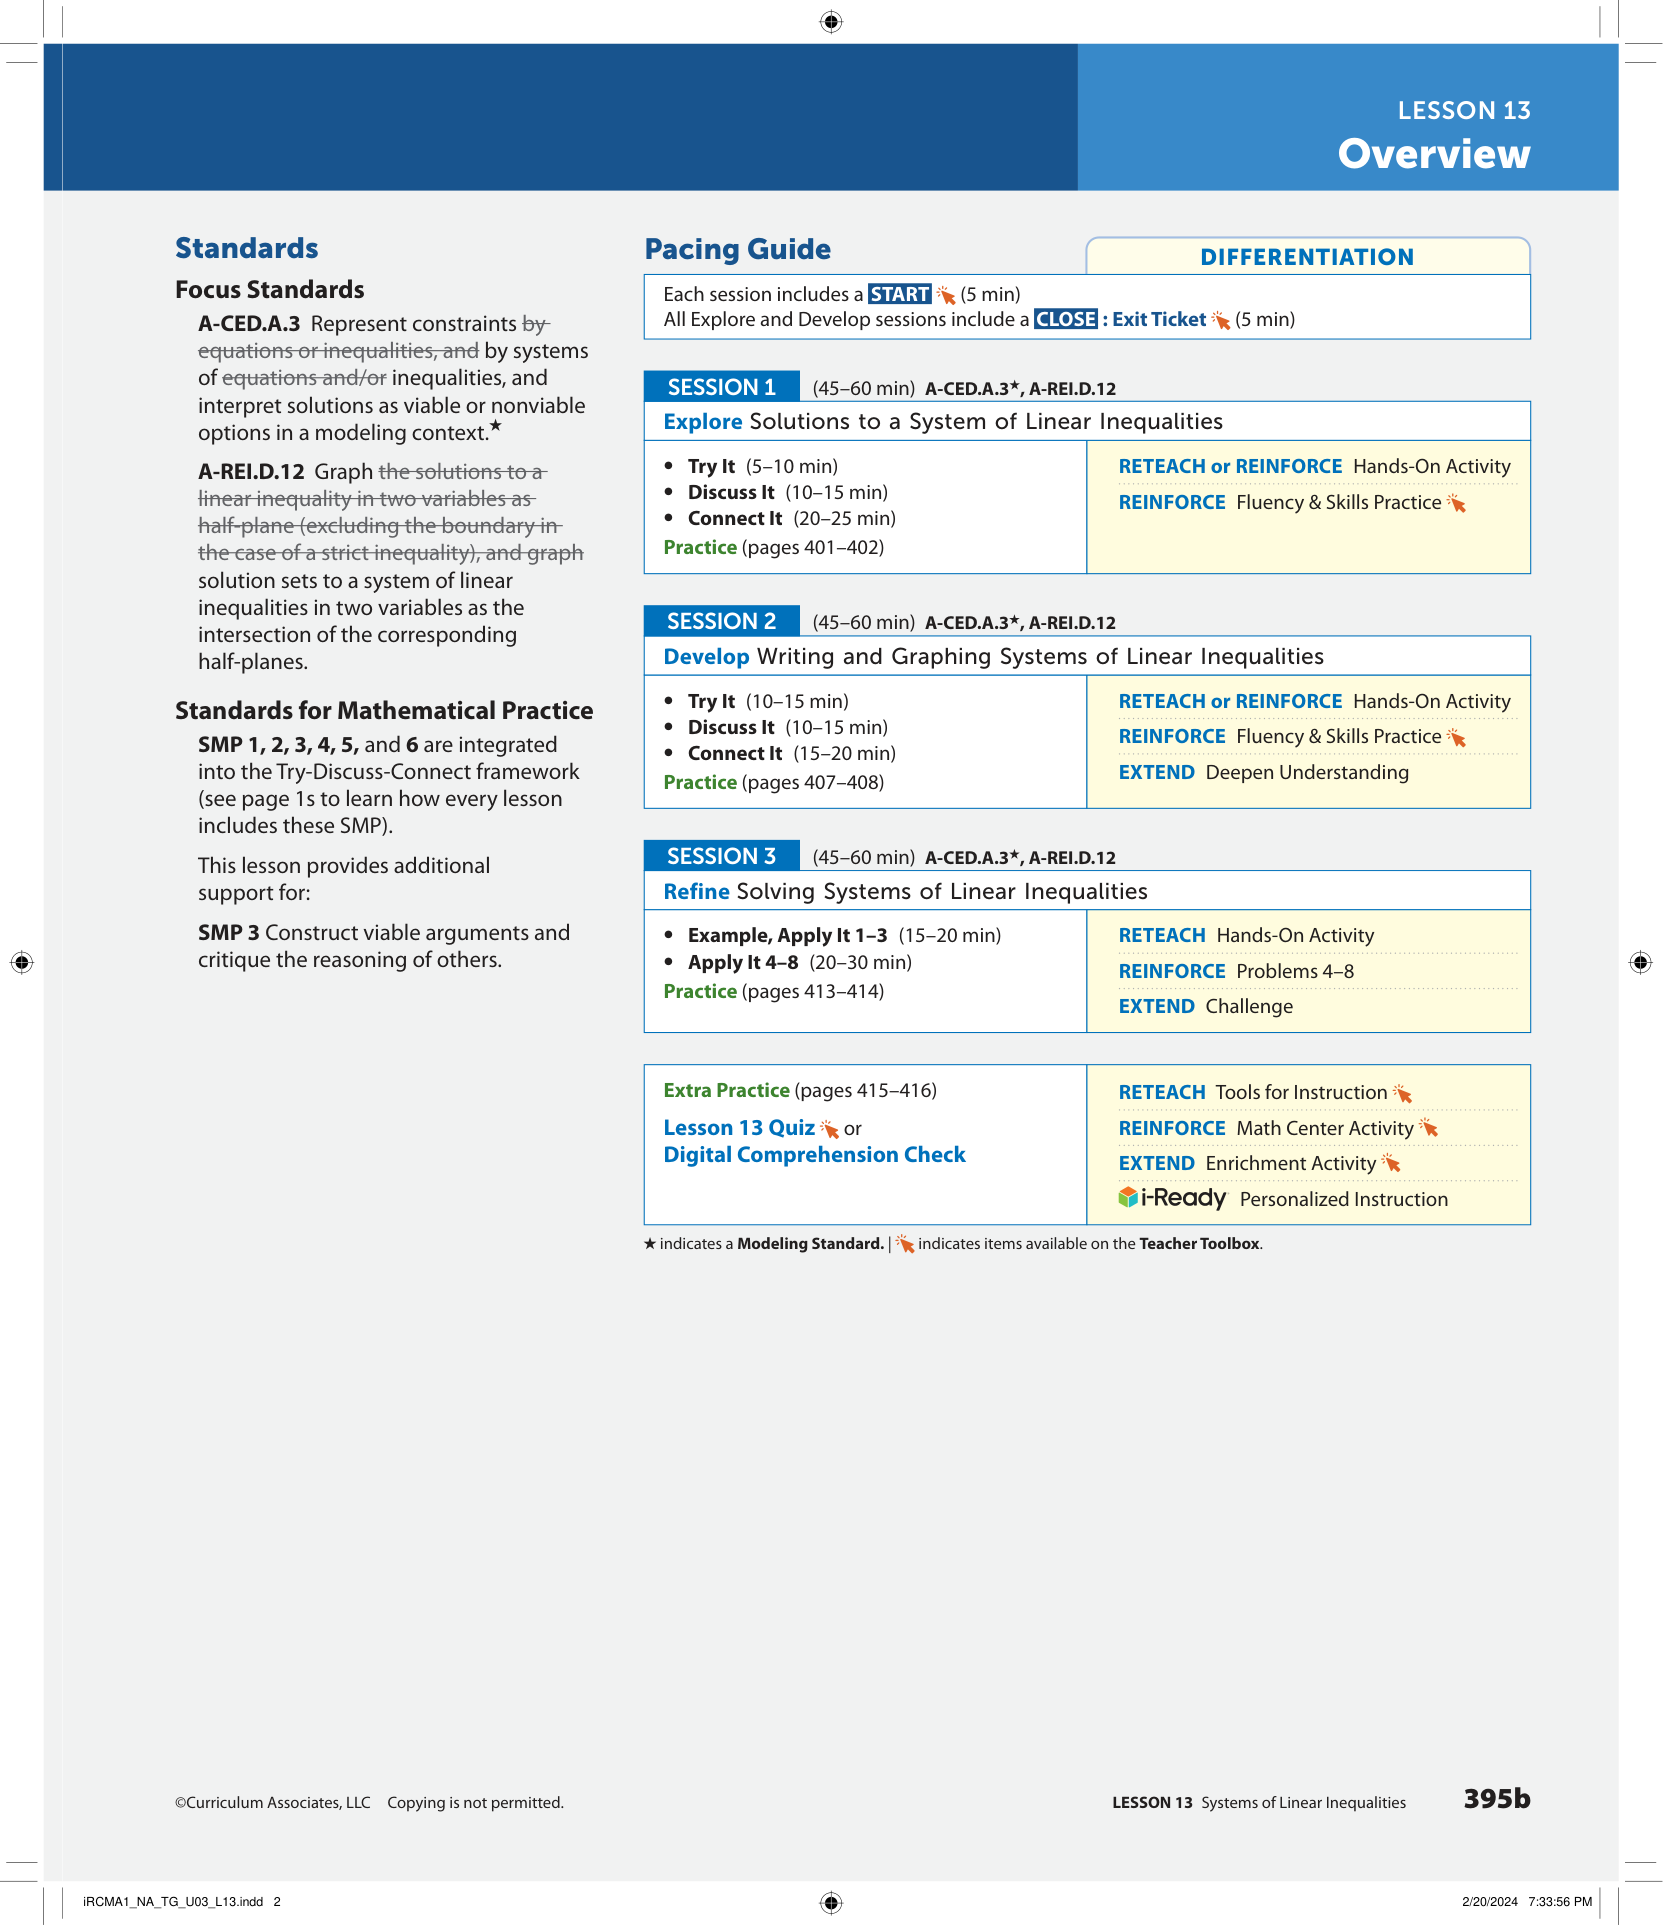 LESSON 13
Overview
Standards
Focus Standards
A-CED.A.3 Represent constraints by
equations or inequalities, and by systems
of equations and/or inequalities, and
interpret solutions as viable or nonviable
options in a modeling context.★
A-REI.D.12 Graph the solutions to a
linear inequality in two variables as
half-plane (excluding the boundary in
the case of a strict inequality), and graph
solution sets to a system of linear
inequalities in two variables as the
intersection of the corresponding
half-planes.
Standards for Mathematical Practice
SMP 1, 2, 3, 4, 5, and 6 are integrated
into the Try-Discuss-Connect framework
(see page 1s to learn how every lesson
includes these SMP).
This lesson provides additional
support for:
SMP 3 Construct viable arguments and
critique the reasoning of others.
Pacing Guide
DIFFERENTIATION
Each session includes a START (5 min)
All Explore and Develop sessions include a CLOSE : Exit Ticket (5 min)
SESSION 1 (45–60 min) A-CED.A.3★, A-REI.D.12
Explore Solutions to a System of Linear Inequalities
• Try It (5–10 min)
• Discuss It (10–15 min)
• Connect It (20–25 min)
Practice (pages 401–402)
RETEACH or REINFORCE Hands-On Activity
REINFORCE Fluency & Skills Practice
SESSION 2 (45–60 min) A-CED.A.3★, A-REI.D.12
Develop Writing and Graphing Systems of Linear Inequalities
• Try It (10–15 min)
• Discuss It (10–15 min)
• Connect It (15–20 min)
Practice (pages 407–408)
RETEACH or REINFORCE Hands-On Activity
REINFORCE Fluency & Skills Practice
EXTEND Deepen Understanding
SESSION 3 (45–60 min) A-CED.A.3★, A-REI.D.12
Refine Solving Systems of Linear Inequalities
• Example, Apply It 1–3 (15–20 min)
• Apply It 4–8 (20–30 min)
Practice (pages 413–414)
RETEACH Hands-On Activity
REINFORCE Problems 4–8
EXTEND Challenge
Extra Practice (pages 415–416)
Lesson 13 Quiz or
Digital Comprehension Check
RETEACH Tools for Instruction
REINFORCE Math Center Activity
EXTEND Enrichment Activity
i-Ready Personalized Instruction
★ indicates a Modeling Standard. | indicates items available on the Teacher Toolbox.
©Curriculum Associates, LLC Copying is not permitted.
LESSON 13 Systems of Linear Inequalities 395b
iRCMA1_NA_TG_U03_L13.indd 2
2/20/2024 7:33:56 PM